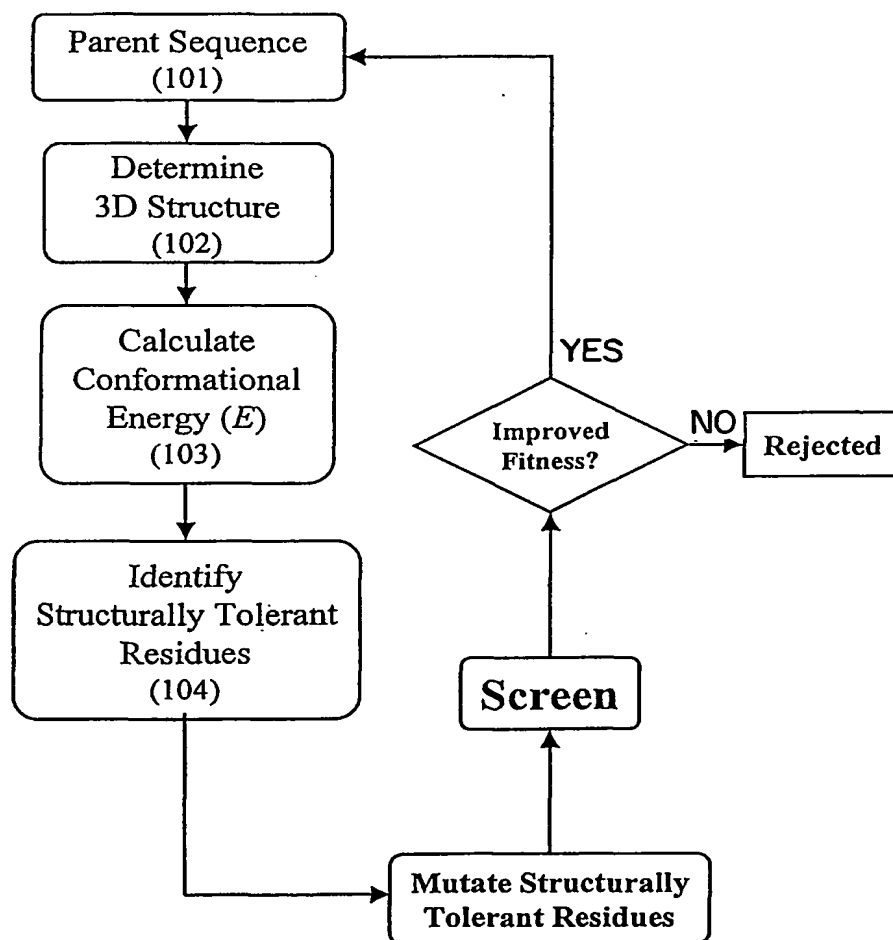 Parent Sequence
(101)
Determine
3D Structure
(102)
Calculate
Conformational
Energy (E)
(103)
Identify
Structurally Tolerant
Residues
(104)
Mutate Structurally
Tolerant Residues
Screen
Improved
Fitness?
YES
NO
Rejected